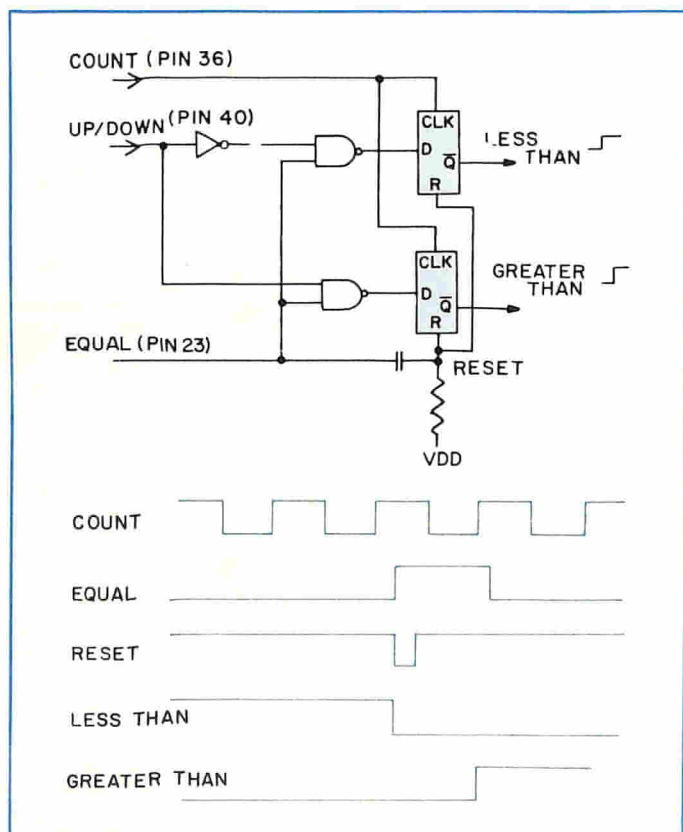 COUNT (PIN 36)
UP/DOWN (PIN 40)
CLK
D
Q
R
LESS
THAN
CLK
D
Q
R
GREATER
THAN
EQUAL (PIN 23)
RESET
VDD
COUNT
EQUAL
RESET
LESS THAN
GREATER THAN